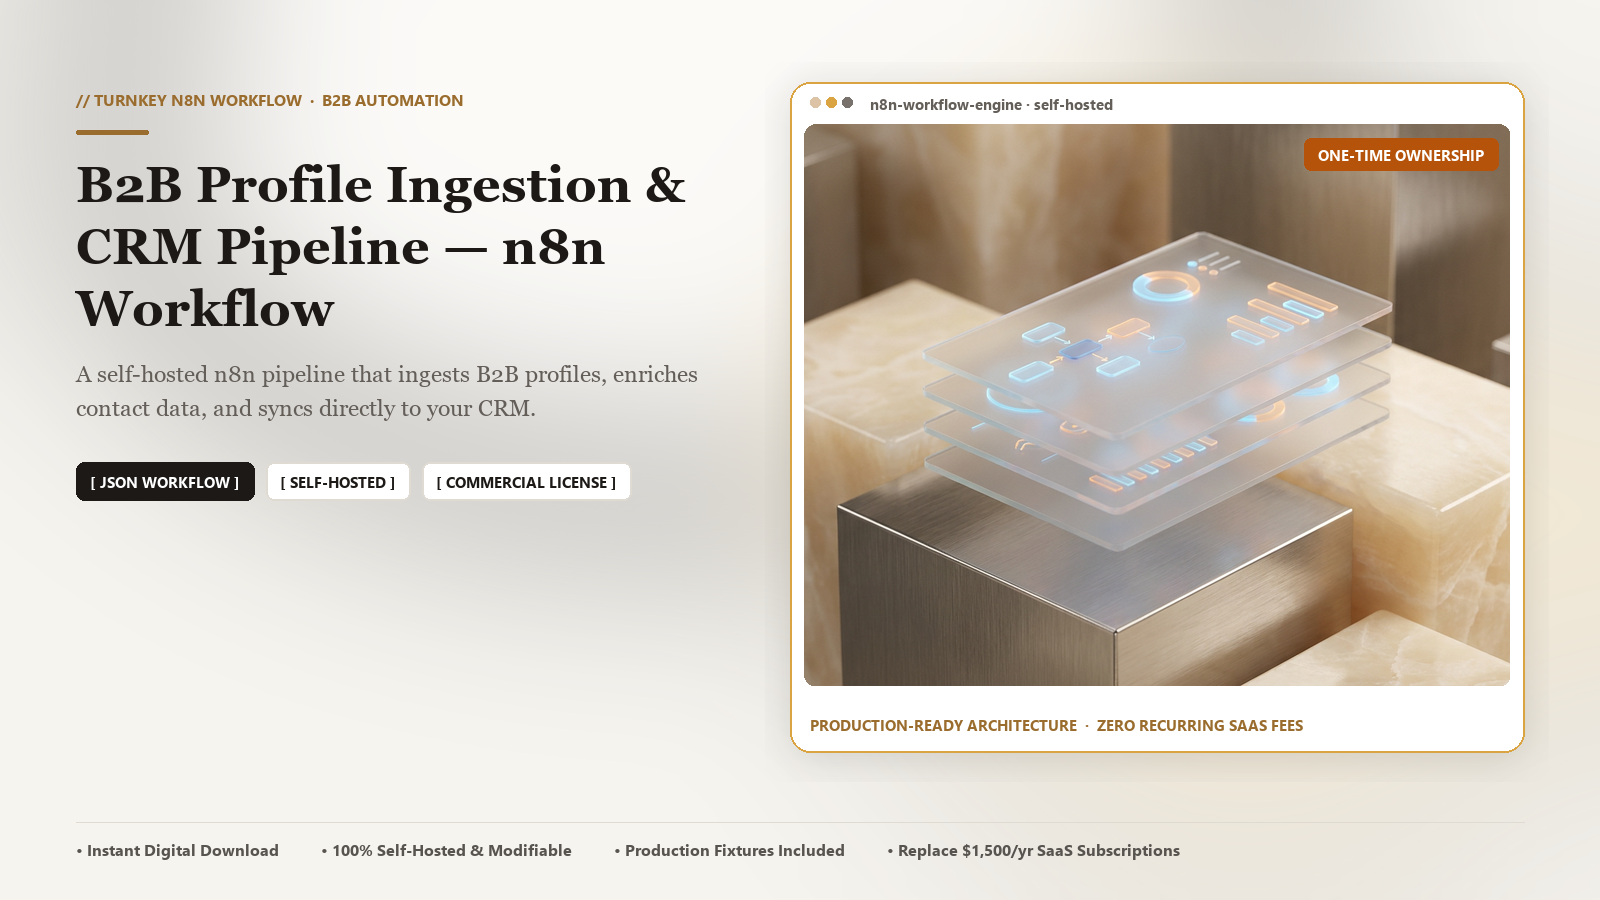 // TURNKEY N8N WORKFLOW · B2B AUTOMATION
B2B Profile Ingestion &
CRM Pipeline — n8n
Workflow
A self-hosted n8n pipeline that ingests B2B profiles, enriches
contact data, and syncs directly to your CRM.
[ JSON WORKFLOW ]
[ SELF-HOSTED ]
[ COMMERCIAL LICENSE ]
n8n-workflow-engine · self-hosted
ONE-TIME OWNERSHIP
PRODUCTION-READY ARCHITECTURE · ZERO RECURRING SAAS FEES
• Instant Digital Download
• 100% Self-Hosted & Modifiable
• Production Fixtures Included
• Replace $1,500/yr SaaS Subscriptions